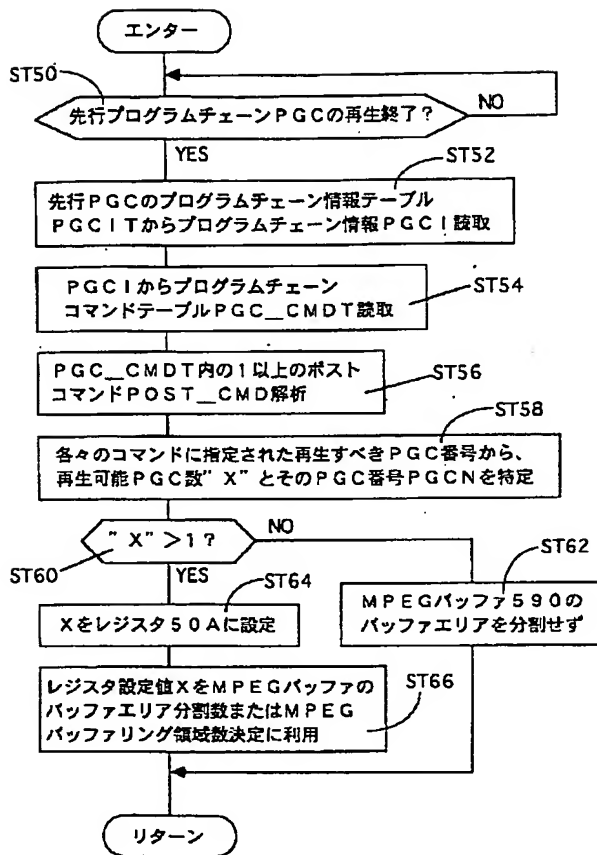 エンター
ST50
先行プログラムチェーンPGCの再生終了?
NO
YES
ST52
先行PGCのプログラムチェーン情報テーブル
PGCITからプログラムチェーン情報PGCI読取
PGCIからプログラムチェーン
コマンドテーブルPGC__CMDT読取
ST54
PGC__CMDT内の1以上のポスト
コマンドPOST__CMD解析
ST56
ST58
各々のコマンドに指定された再生すべきPGC番号から、
再生可能PGC数"X"とそのPGC番号PGCNを特定
"X">1?
NO
ST60
YES
ST62
MPEGバッファ590の
バッファエリアを分割せず
ST64
Xをレジスタ50Aに設定
レジスタ設定値XをMPEGバッファの
バッファエリア分割数またはMPEG
バッファリング領域数決定に利用
ST66
リターン